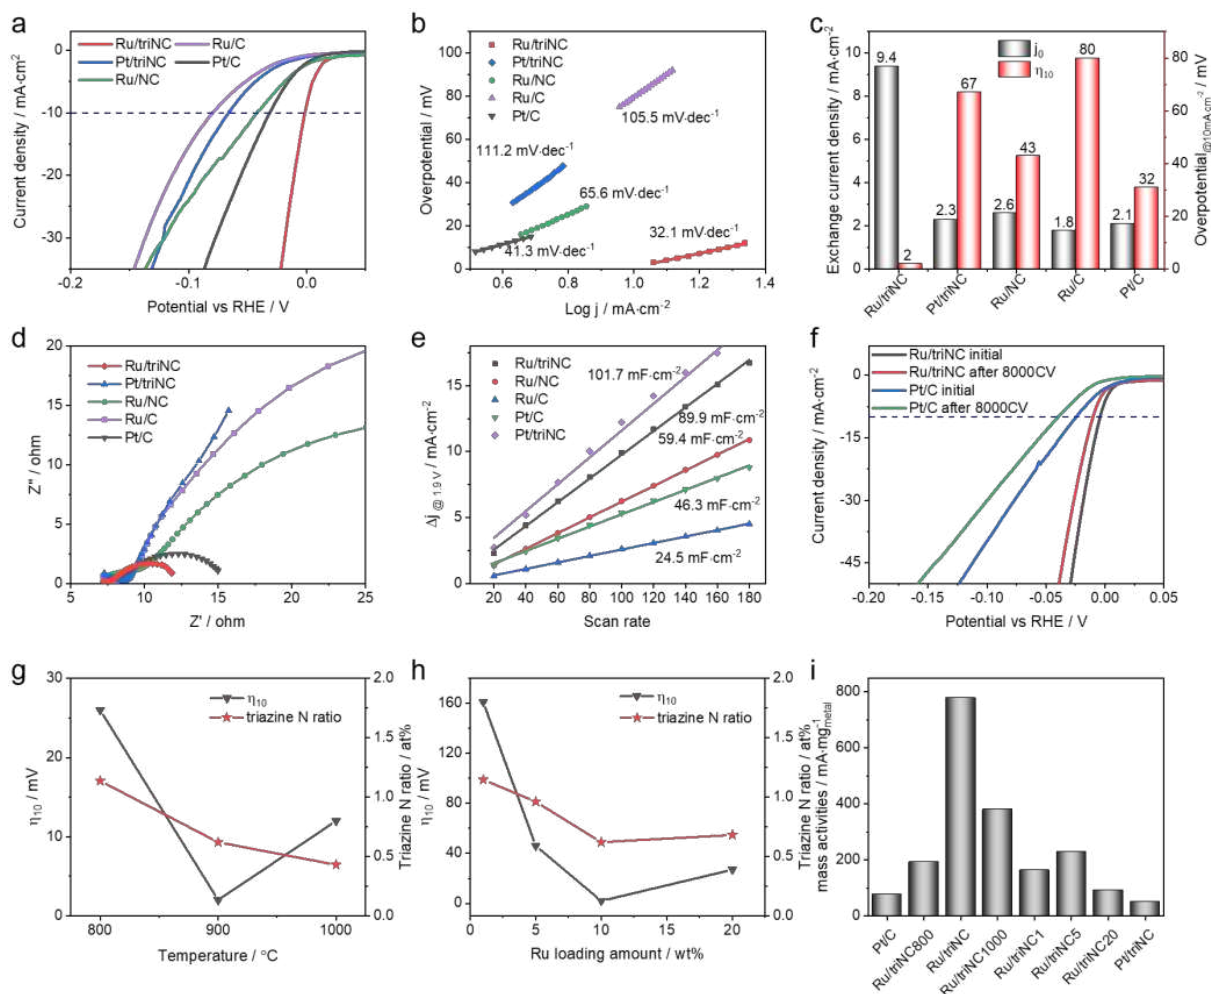 a
Ru/triNC
Ru/C
Pt/triNC
Pt/C
Ru/NC
0
-10
-20
-30
-0.2
-0.1
0.0
Current density / mA·cm⁻²
Potential vs RHE / V
b
Ru/triNC
Pt/triNC
Ru/NC
Ru/C
Pt/C
105.5 mV·dec⁻¹
111.2 mV·dec⁻¹
65.6 mV·dec⁻¹
41.3 mV·dec⁻¹
32.1 mV·dec⁻¹
100
80
60
40
20
0
0.6
0.8
1.0
1.2
1.4
Overpotential / mV
Log j / mA·cm⁻²
c
j₀
η₁₀
9.4
2
2.3
67
2.6
43
1.8
80
2.1
32
10
8
6
4
2
0
80
60
40
20
0
Exchange current density / mA·cm⁻²
Overpotential@10mA·cm⁻² / mV
Ru/triNC
Pt/triNC
Ru/NC
Ru/C
Pt/C
d
Ru/triNC
Pt/triNC
Ru/NC
Ru/C
Pt/C
20
15
10
5
0
5
10
15
20
25
Z" / ohm
Z' / ohm
e
Ru/triNC
Ru/NC
Ru/C
Pt/C
Pt/triNC
101.7 mF·cm⁻²
89.9 mF·cm⁻²
59.4 mF·cm⁻²
46.3 mF·cm⁻²
24.5 mF·cm⁻²
15
10
5
0
20
40
60
80
100
120
140
160
180
Δj @ 1.9 V / mA·cm⁻²
Scan rate
f
Ru/triNC initial
Ru/triNC after 8000CV
Pt/C initial
Pt/C after 8000CV
0
-15
-30
-45
-0.20
-0.15
-0.10
-0.05
0.00
0.05
Current density / mA·cm⁻²
Potential vs RHE / V
g
η₁₀
triazine N ratio
30
20
10
0
2.0
1.5
1.0
0.5
0.0
800
900
1000
η₁₀ / mV
Triazine N ratio / at%
Temperature / °C
h
η₁₀
triazine N ratio
160
120
80
40
0
2.0
1.5
1.0
0.5
0.0
0
5
10
15
20
η₁₀ / mV
Triazine N ratio / at%
Ru loading amount / wt%
i
800
600
400
200
0
mass activities / mA·mg⁻¹metal
Pt/C
Ru/triNC800
Ru/triNC
Ru/triNC1000
Ru/triNC1
Ru/triNC5
Ru/triNC20
Pt/triNC